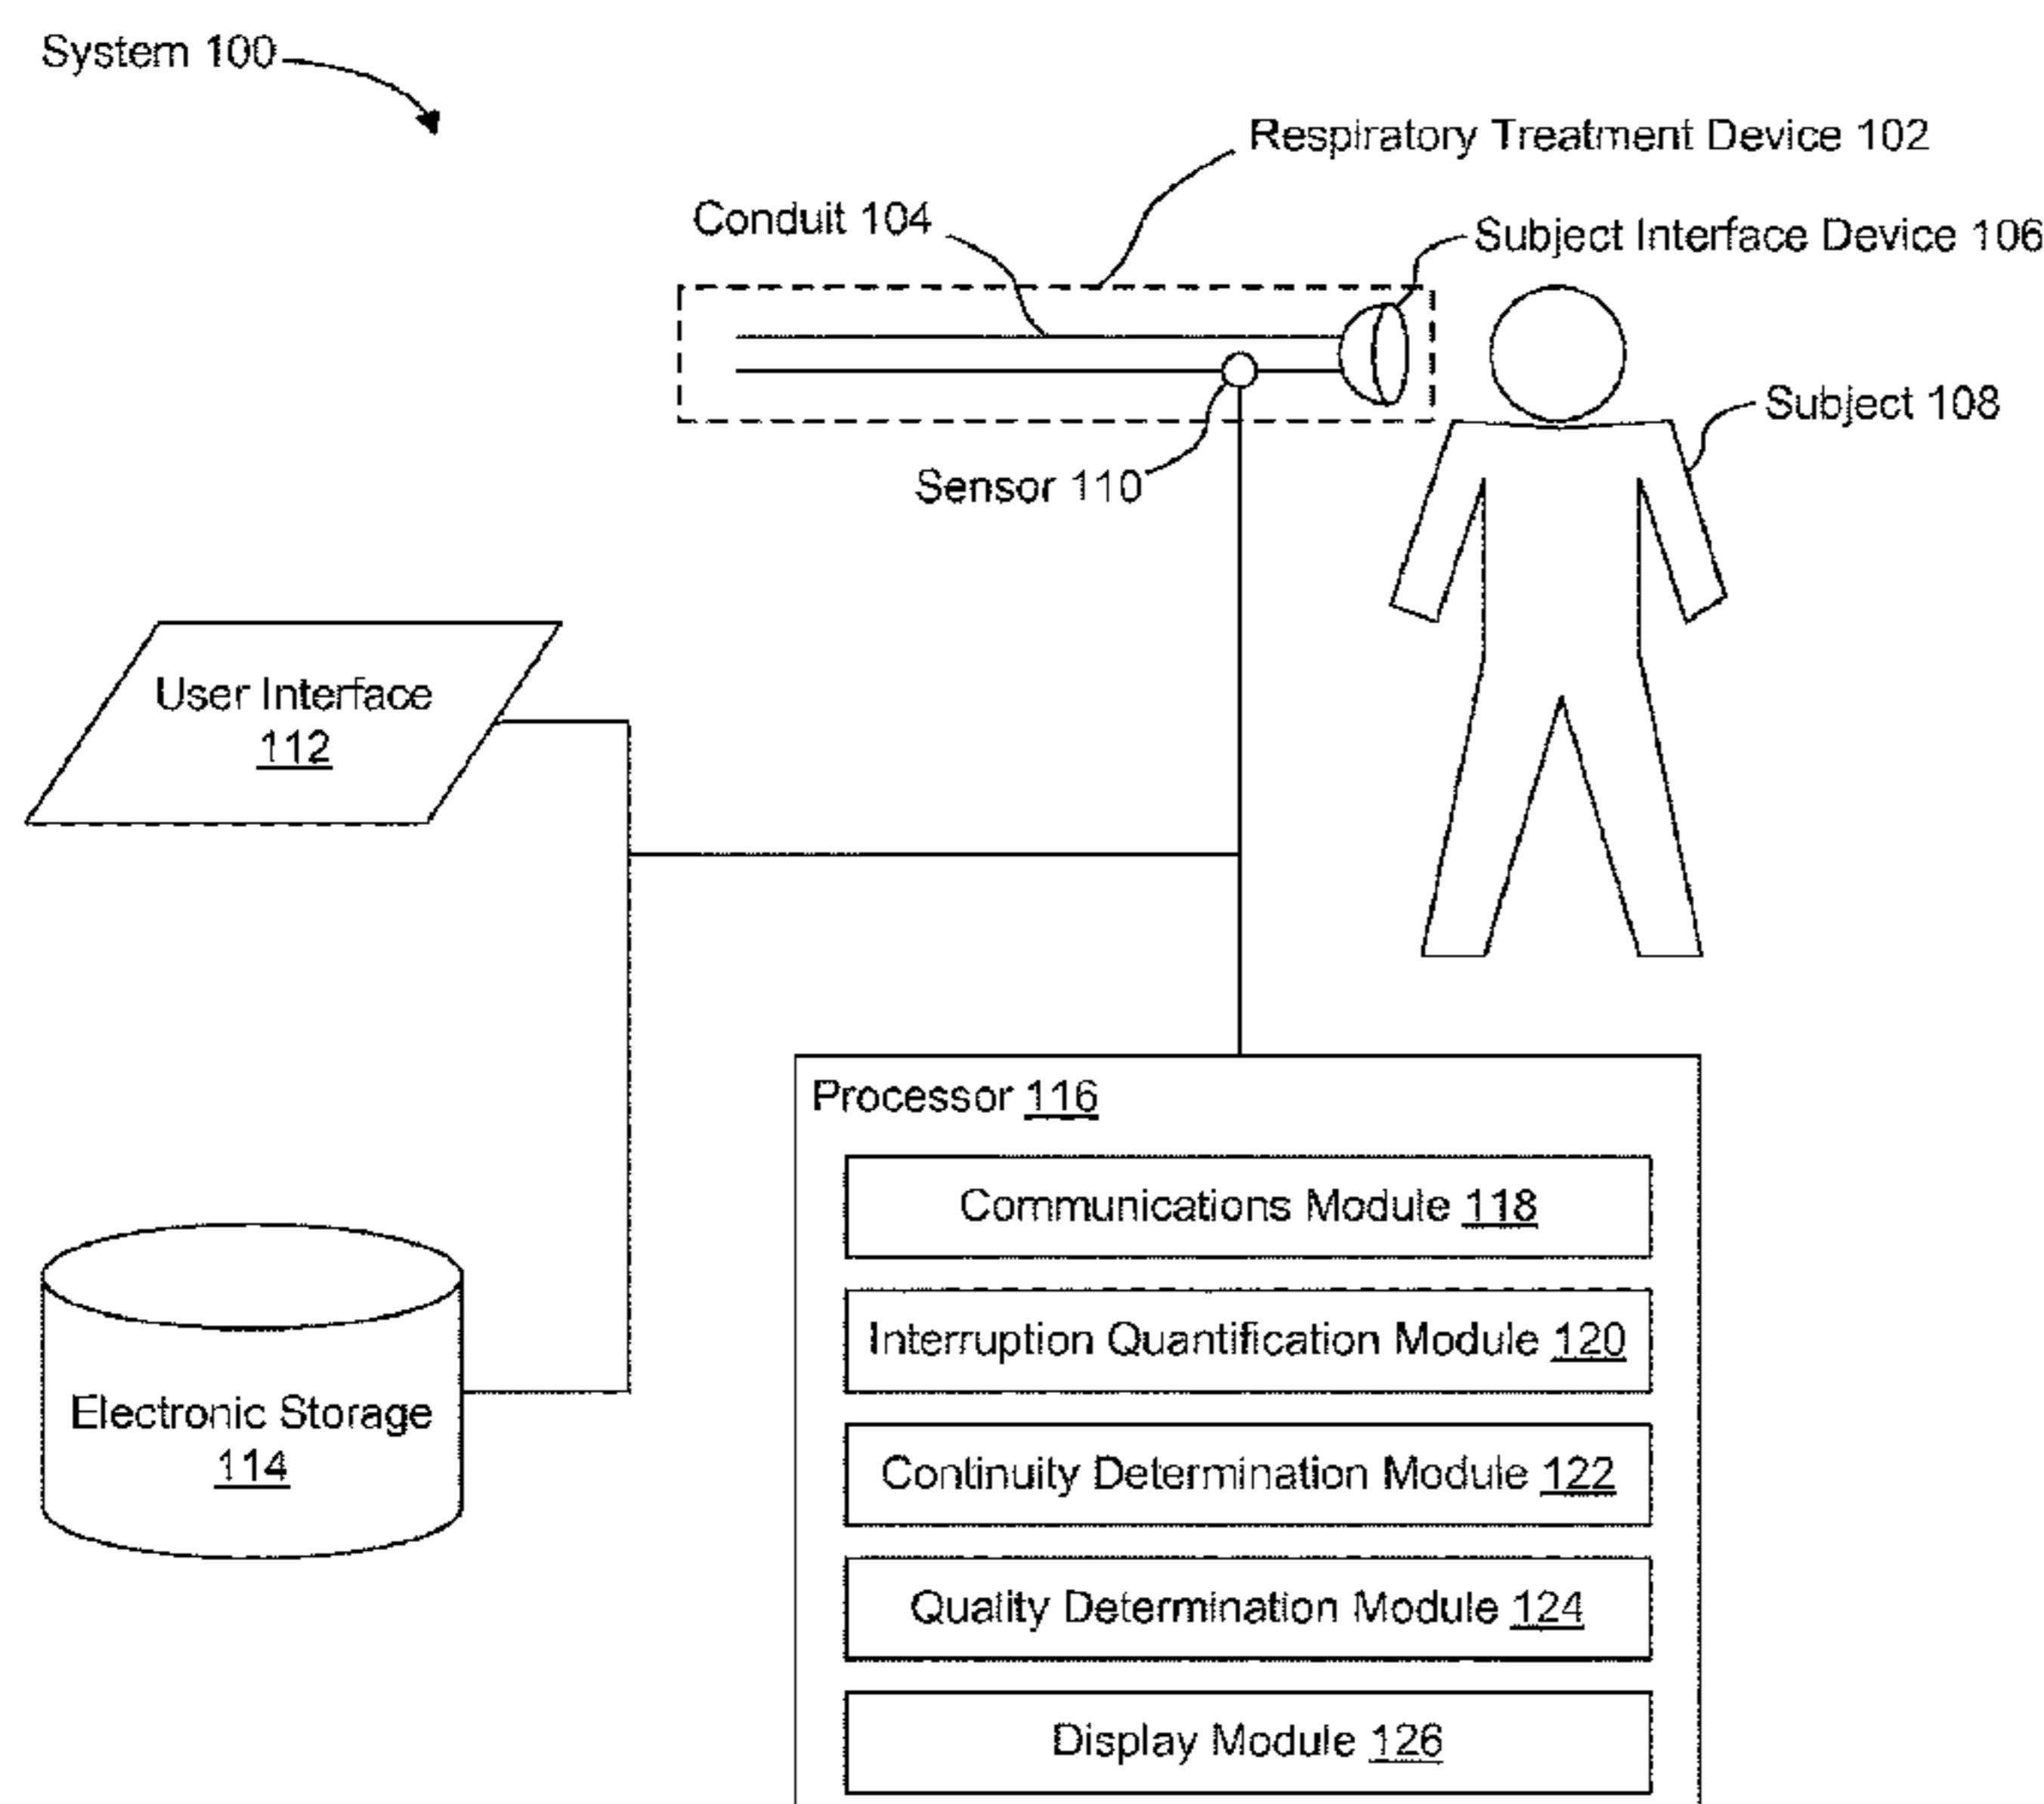 System 100
Respiratory Treatment Device 102
Conduit 104
Subject Interface Device 106
Subject 108
Sensor 110
User Interface
112
Processor 116
Communications Module 118
Interruption Quantification Module 120
Electronic Storage
114
Continuity Determination Module 122
Quality Determination Module 124
Display Module 126